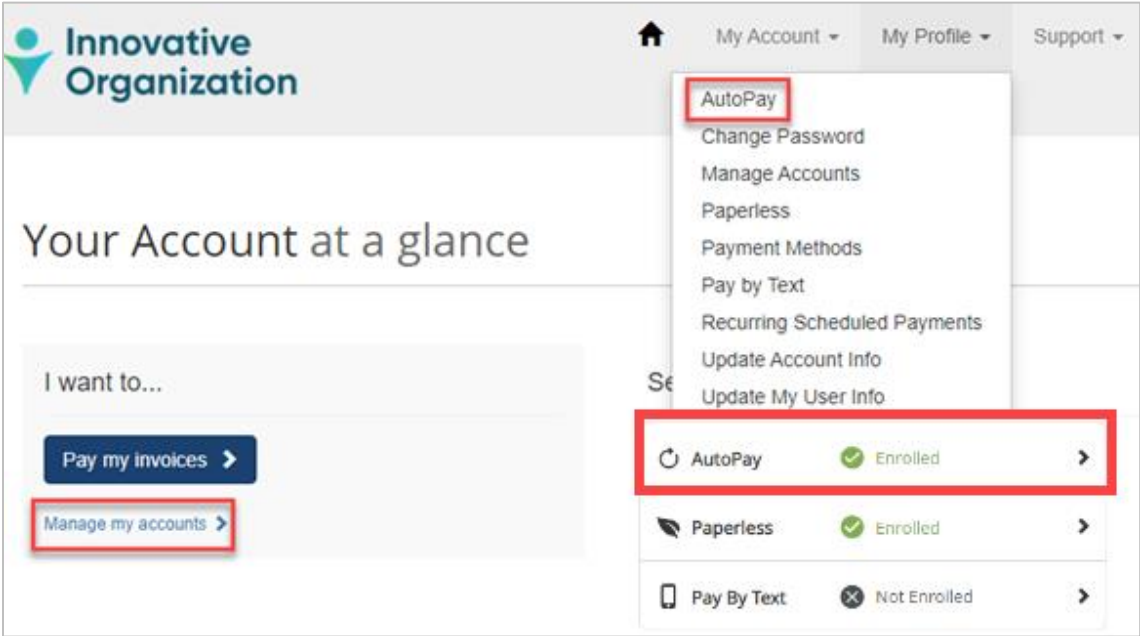 Innovative
Organization
My Account
My Profile
Support
AutoPay
Change Password
Manage Accounts
Paperless
Payment Methods
Pay by Text
Recurring Scheduled Payments
Update Account Info
Update My User Info
Your Account at a glance
I want to...
Pay my invoices
Manage my accounts
AutoPay Enrolled
Paperless Enrolled
Pay By Text Not Enrolled